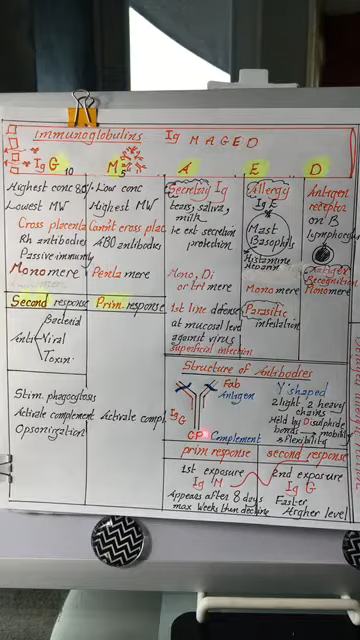 Immunoglobulins Ig M A G E D
Ig G 10
M 5
A
E
D
Highest conc 80%
Lowest MW
Cross placenta
Rh antibodies
Passive immunity
Monomere
Low conc
Highest MW
Can't cross plac.
ABO antibodies
Penta mere
Secretory Ig
tears, saliva,
milk
ie ext secretion
protection
Mono, Di
or tri mere
Allergy
Ig E
Mast
Basophils
Histamine
Heparin
Monomere
Antigen
receptor
on B
Lymphocyte
Antigen
Recognition
Monomere
Second response
Bacterial
Anti Viral
Toxin
Prim. response
1st line defense
at mucosal level
against virus
superficial infection
Parasitic
infestation
Stim. phagocytosis
Activate complement
Opsonization
Activate compl.
Structure of Antibodies
Fab
Antigen
Ig G
Complement
Y shaped
2 light, 2 heavy
chains
Held by Disulphide
bonds mobility
& flexibility
prim response
1st exposure
Ig M
Appears after 8 days
max weeks then decline
second response
2nd exposure
Ig G
Faster
Higher level